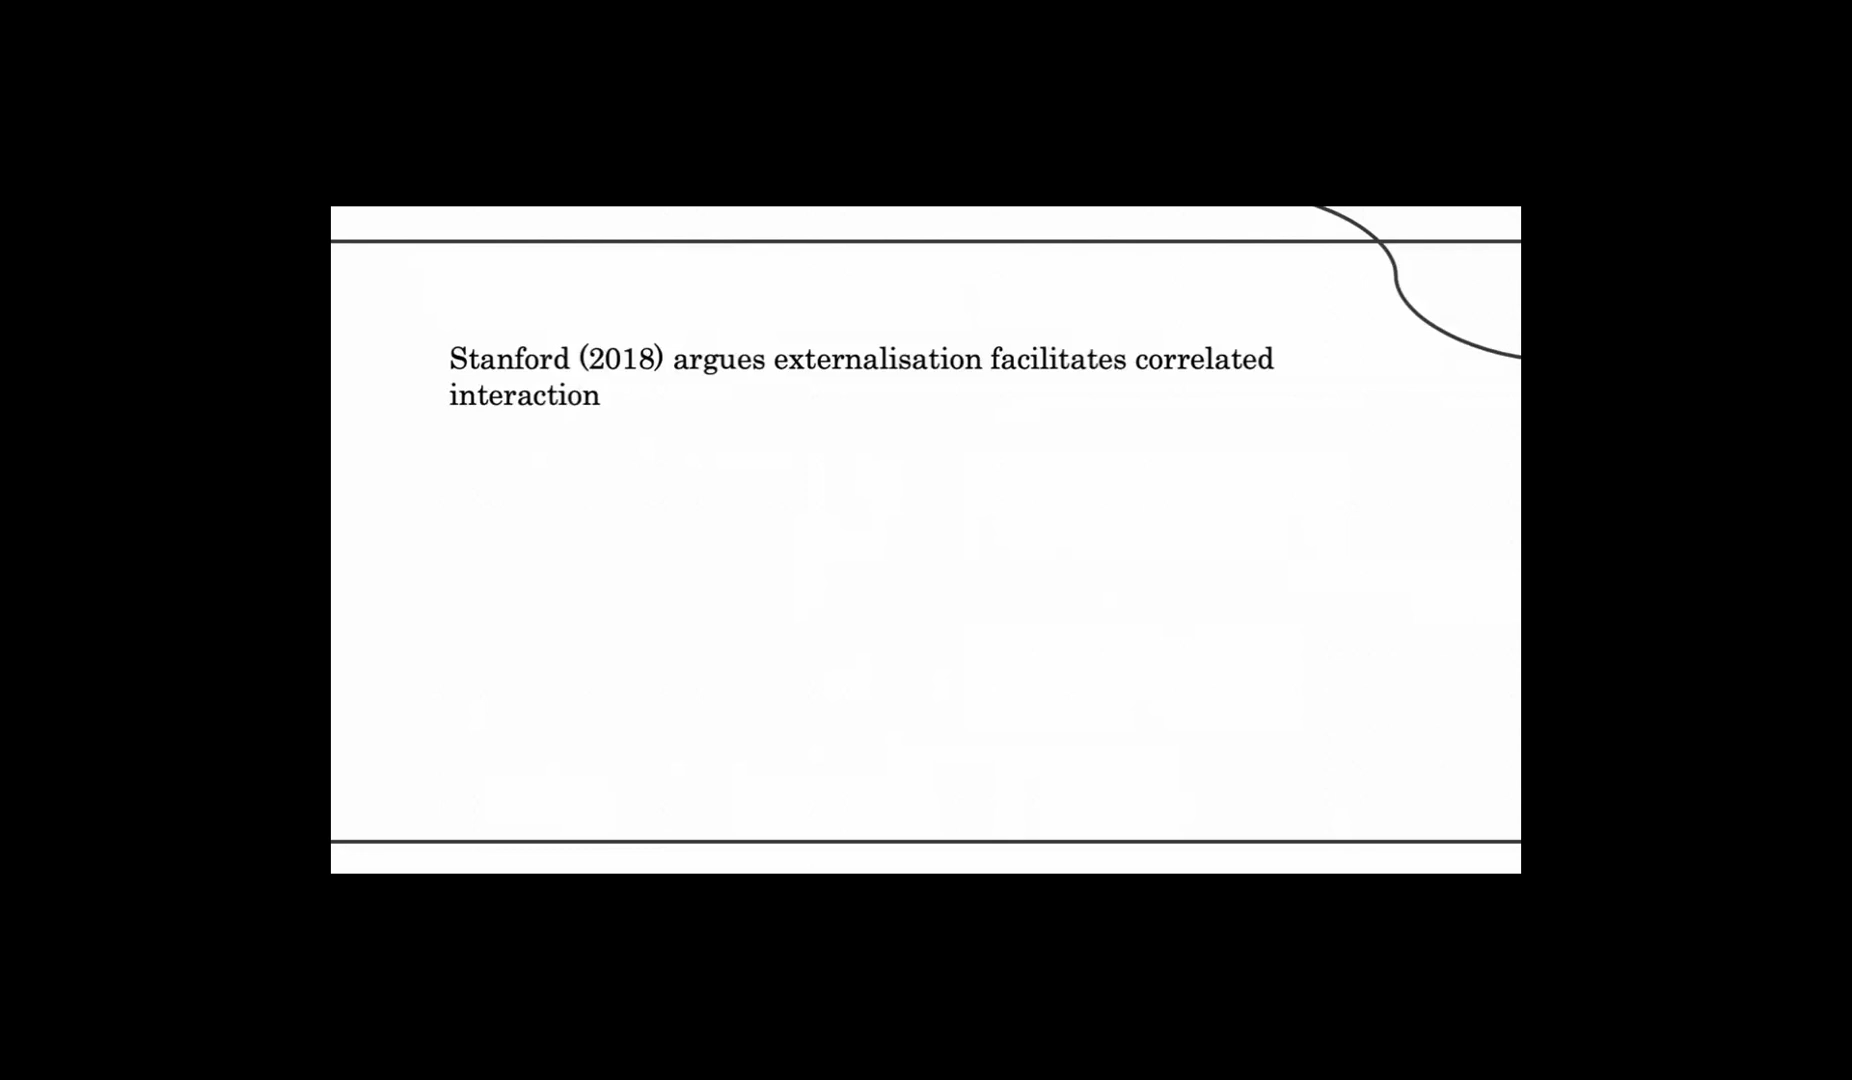 Stanford (2018) argues externalisation facilitates correlated
interaction